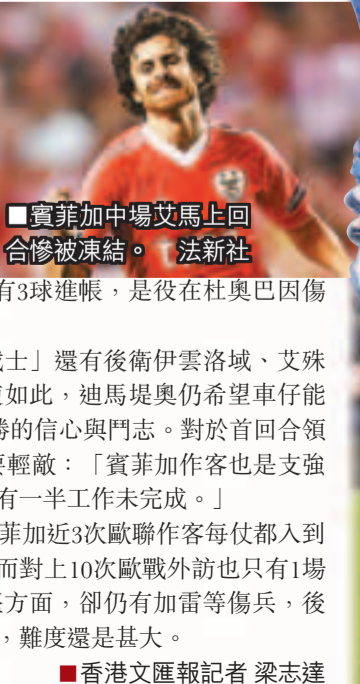 ■賓菲加中場艾馬上回
合慘被凍結。 法新社
有3球進帳，是役在杜奧巴因傷
士」還有後衛伊雲洛域、艾殊
如此，迪馬堤奧仍希望車仔能
勝的信心與鬥志。對於首回合領
要輕敵：「賓菲加作客也是支強
有一半工作未完成。」
菲加近3次歐聯作客每仗都入到
而對上10次歐戰外訪也只有1場
方面，卻仍有加雷等傷兵，後
，難度還是甚大。
■香港文匯報記者 梁志達